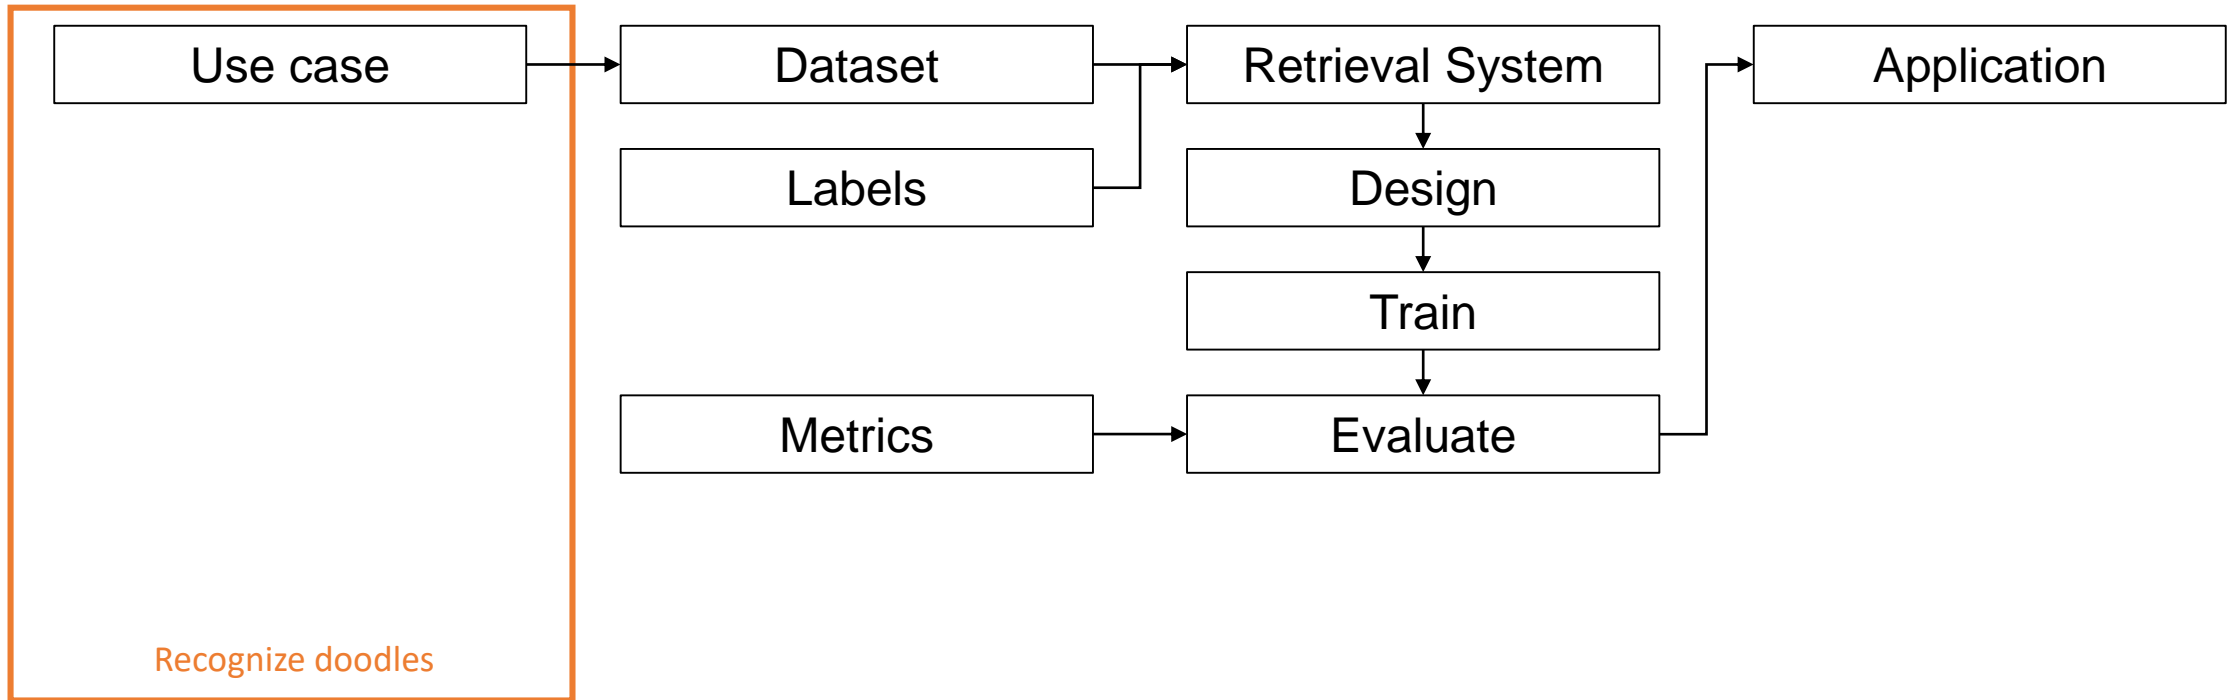 Use case
Dataset
Retrieval System
Application
Labels
Design
Train
Metrics
Evaluate
Recognize doodles